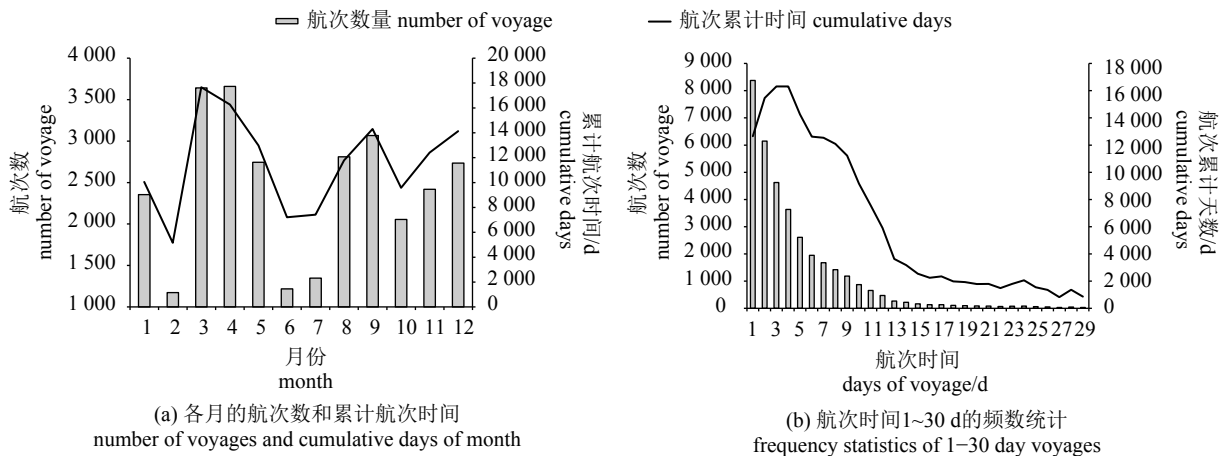 航次数量 number of voyage
航次累计时间 cumulative days
航次数
number of voyage
4 000
3 500
3 000
2 500
2 000
1 500
1 000
20 000
18 000
16 000
14 000
12 000
10 000
8 000
6 000
4 000
2 000
0
累计航次时间/d
cumulative
days
1 2 3 4 5 6 7 8 9 10 11 12
月份
month
(a) 各月的航次数和累计航次时间
number of voyages and cumulative days of month
航次数
number of voyage
9 000
8 000
7 000
6 000
5 000
4 000
3 000
2 000
1 000
0
18 000
16 000
14 000
12 000
10 000
8 000
6 000
4 000
2 000
0
航次累计天数/d
cumulative
days
1 3 5 7 9 11 13 15 17 19 21 23 25 27 29
航次时间
days of voyage/d
(b) 航次时间1~30 d的频数统计
frequency statistics of 1−30 day voyages